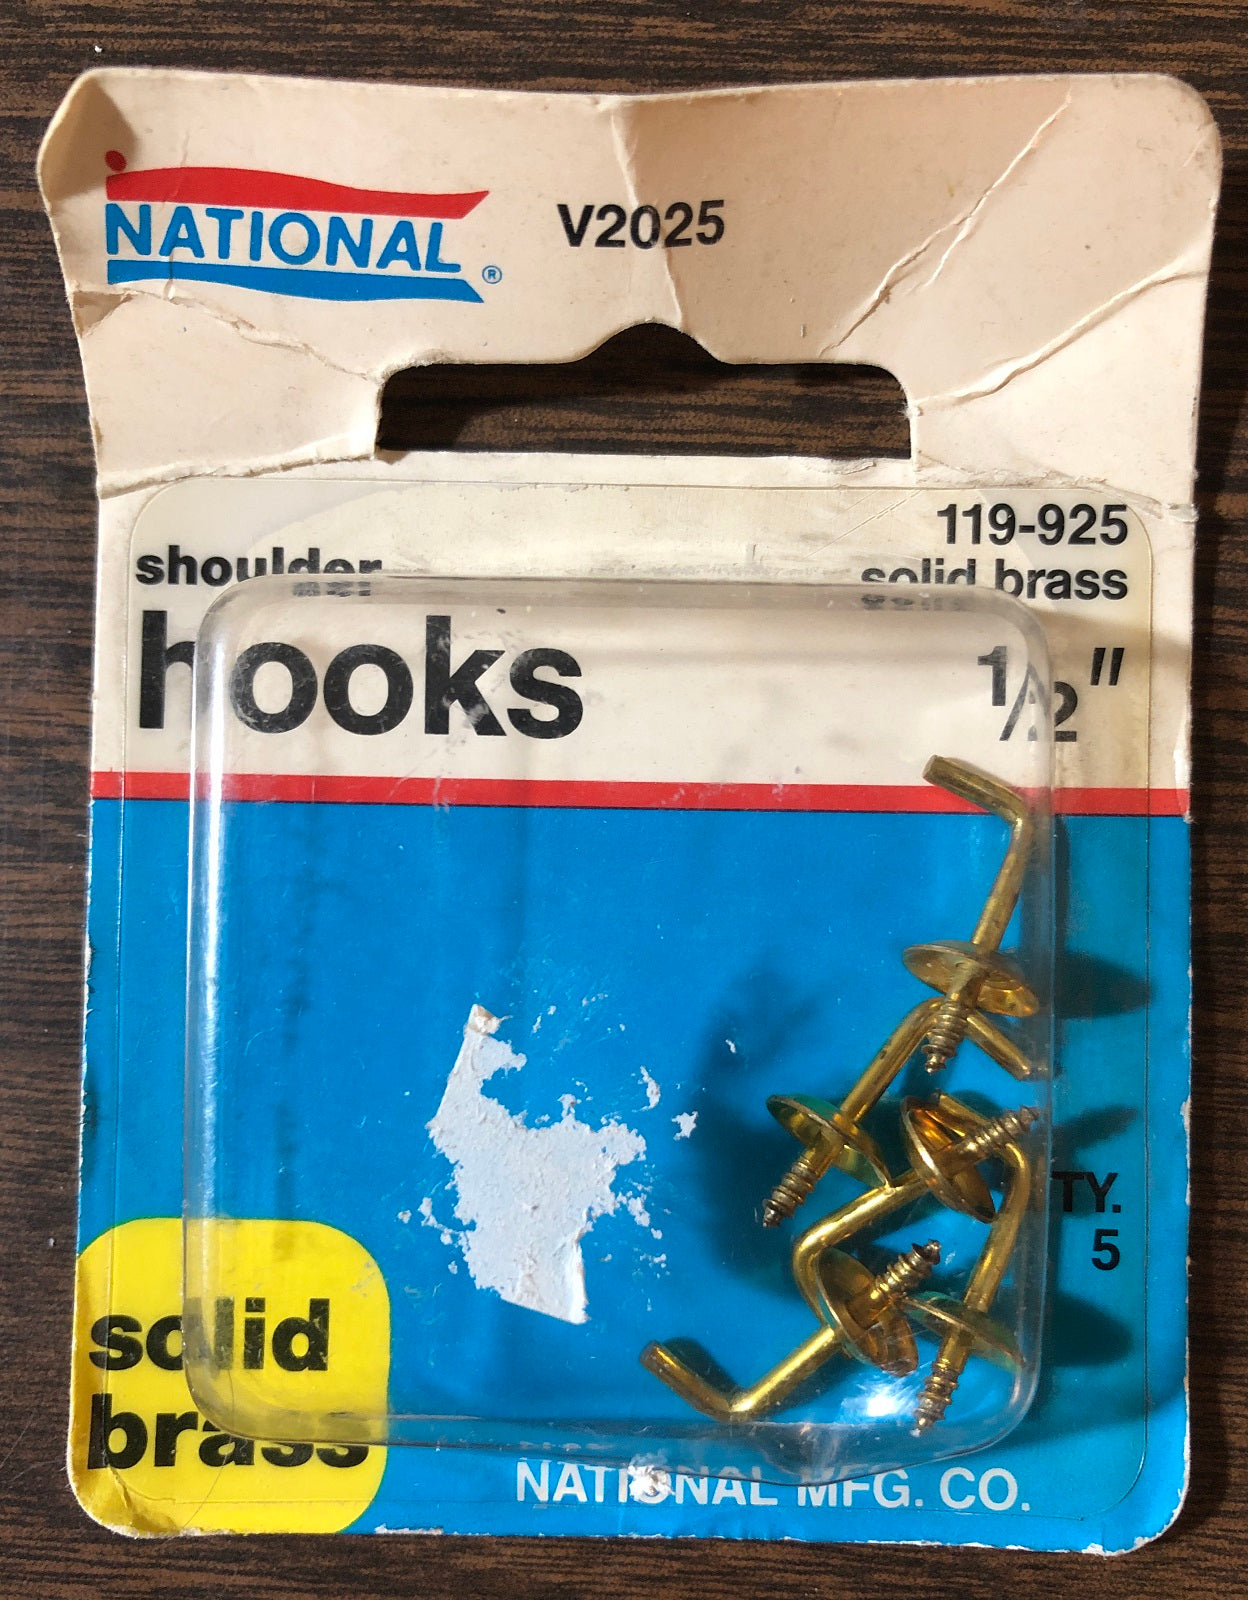 NATIONAL ®
V2025
119-925
shoulder
solid brass
hooks
1/2"
TY.
5
solid
brass
NATIONAL MFG. CO.